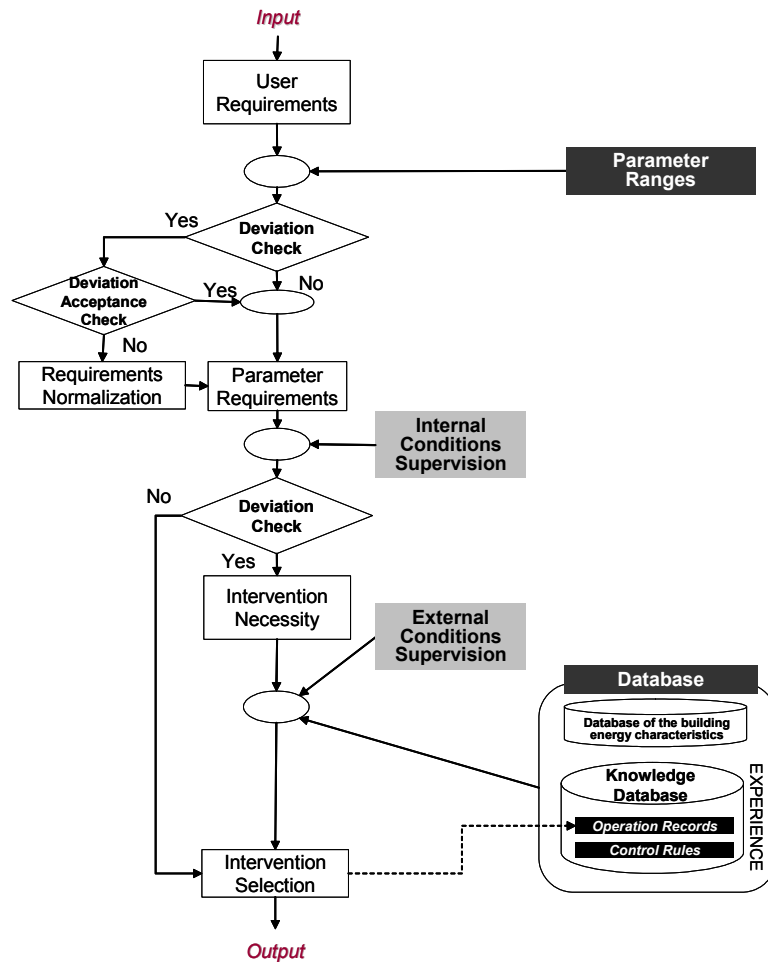 Input
User
Requirements
Parameter
Ranges
Yes
Deviation
Check
Deviation
Acceptance
Check
Yes
No
No
Requirements
Normalization
Parameter
Requirements
Internal
Conditions
Supervision
No
Deviation
Check
Yes
Intervention
Necessity
External
Conditions
Supervision
Database
Database of the building
energy characteristics
Knowledge
Database
Operation Records
Control Rules
EXPERIENCE
Intervention
Selection
Output